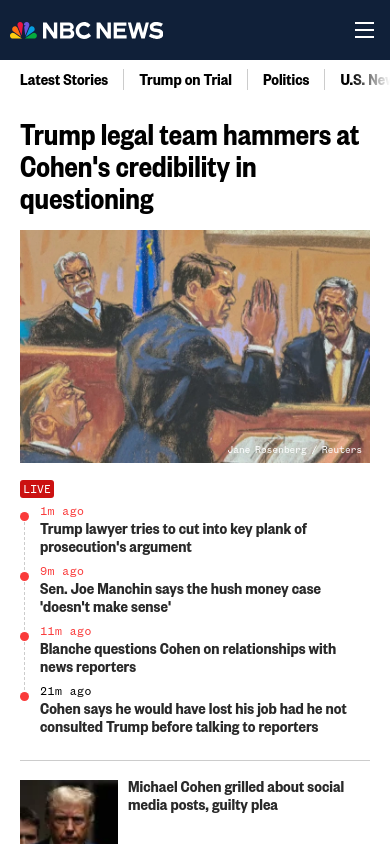 NBC NEWS
Latest Stories
Trump on Trial
Politics
U.S. Ne
Trump legal team hammers at
Cohen's credibility in
questioning
Jane Rosenberg / Reuters
LIVE
1m ago
Trump lawyer tries to cut into key plank of
prosecution's argument
9m ago
Sen. Joe Manchin says the hush money case
'doesn't make sense'
11m ago
Blanche questions Cohen on relationships with
news reporters
21m ago
Cohen says he would have lost his job had he not
consulted Trump before talking to reporters
Michael Cohen grilled about social
media posts, guilty plea